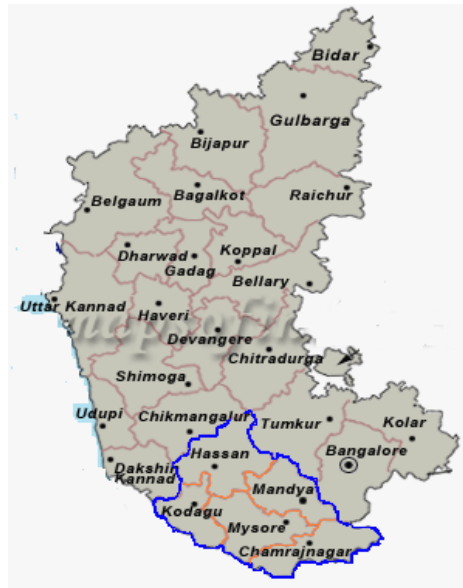 Bidar
Gulbarga
Bijapur
Bagalkot
Raichur
Belgaum
Dharwad
Koppal
Gadag
Bellary
Uttar Kannad
Haveri
mapsofin
Devangere
Chitradurga
Shimoga
Udupi
Chikmangalur
Tumkur
Kolar
Hassan
Bangalore
Dakshin
Kannad
Mandya
Kodagu
Mysore
Chamrajnagar